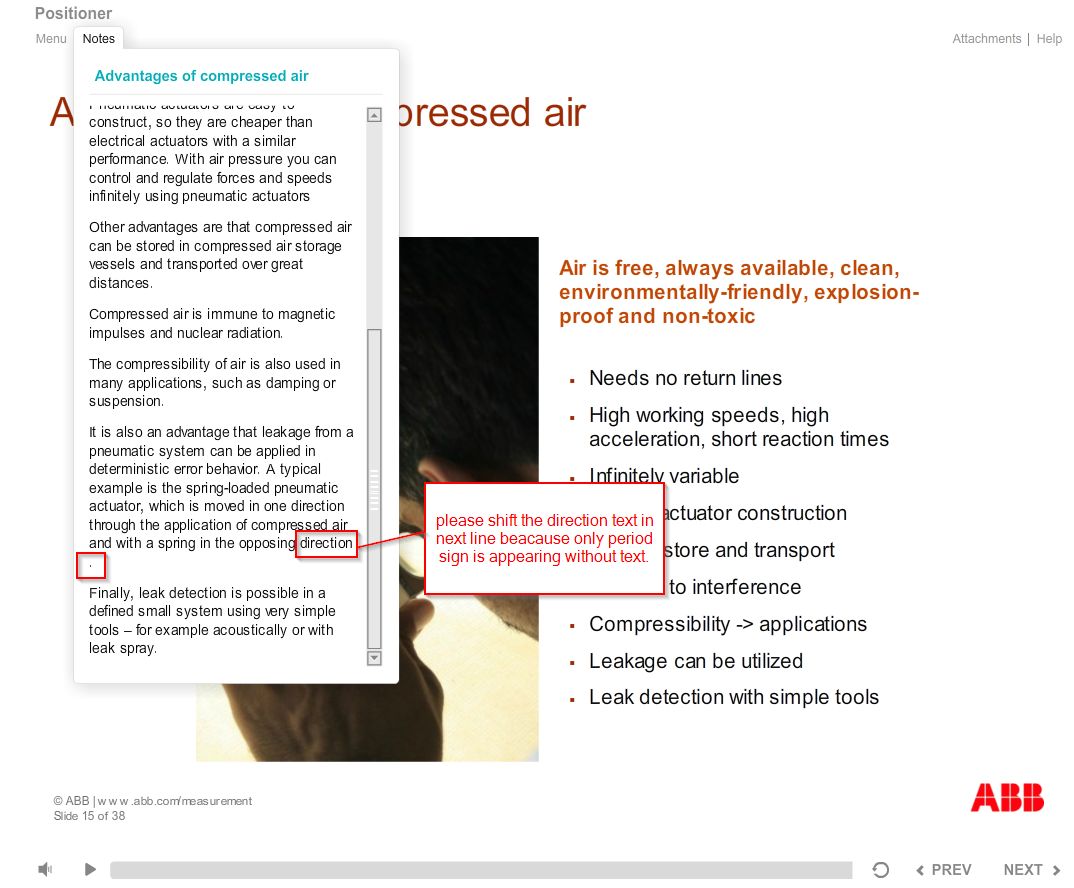 Positioner
Menu
Notes
Attachments | Help
Advantages of compressed air
A
pressed air
Pneumatic actuators are easy to
construct, so they are cheaper than
electrical actuators with a similar
performance. With air pressure you can
control and regulate forces and speeds
infinitely using pneumatic actuators
Other advantages are that compressed air
can be stored in compressed air storage
vessels and transported over great
distances.
Compressed air is immune to magnetic
impulses and nuclear radiation.
The compressibility of air is also used in
many applications, such as damping or
suspension.
It is also an advantage that leakage from a
pneumatic system can be applied in
deterministic error behavior. A typical
example is the spring-loaded pneumatic
actuator, which is moved in one direction
through the application of compressed air
and with a spring in the opposing direction
.
Finally, leak detection is possible in a
defined small system using very simple
tools – for example acoustically or with
leak spray.
please shift the direction text in
next line beacause only period
sign is appearing without text.
Air is free, always available, clean,
environmentally-friendly, explosion-
proof and non-toxic
▪ Needs no return lines
▪ High working speeds, high
acceleration, short reaction times
▪ Infinitely variable
actuator construction
store and transport
to interference
▪ Compressibility -> applications
▪ Leakage can be utilized
▪ Leak detection with simple tools
© ABB | www.abb.com/measurement
Slide 15 of 38
ABB
PREV
NEXT